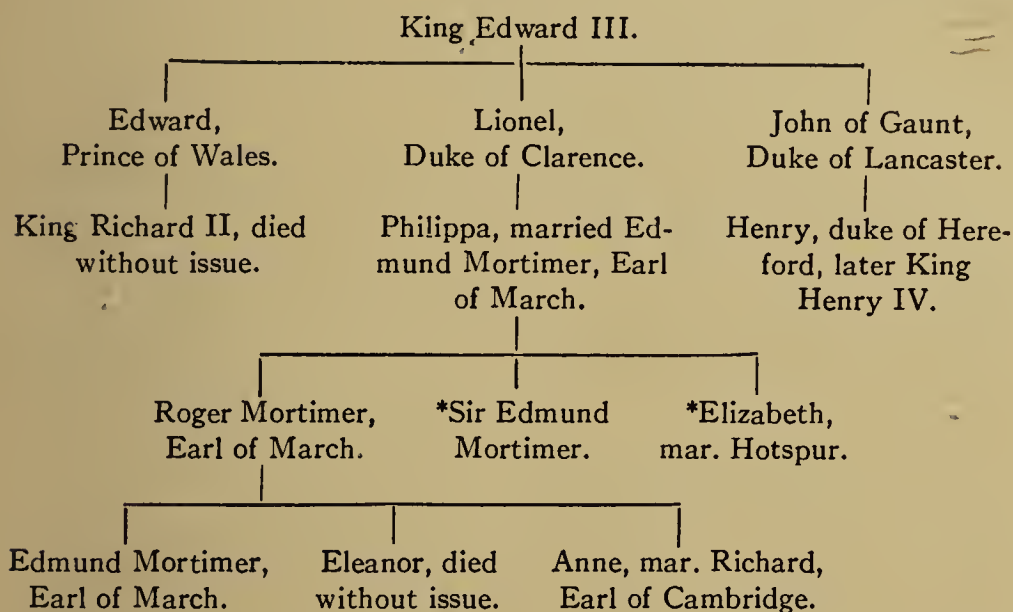 King Edward III.
Edward,
Prince of Wales.
Lionel,
Duke of Clarence.
John of Gaunt,
Duke of Lancaster.
King Richard II, died
without issue.
Philippa, married Ed-
mund Mortimer, Earl
of March.
Henry, duke of Here-
ford, later King
Henry IV.
Roger Mortimer,
Earl of March.
*Sir Edmund
Mortimer.
*Elizabeth,
mar. Hotspur.
Edmund Mortimer,
Earl of March.
Eleanor, died
without issue.
Anne, mar. Richard,
Earl of Cambridge.